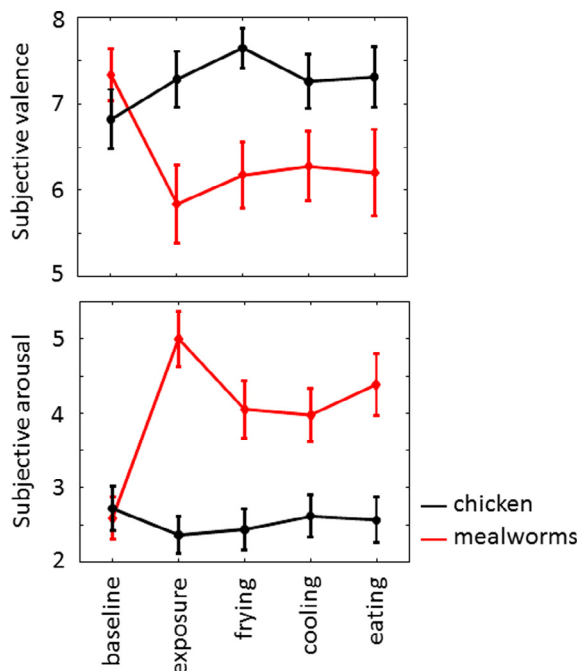 8
7
6
5
Subjective valence
5
4
3
2
Subjective arousal
chicken
mealworms
baseline
exposure
frying
cooling
eating